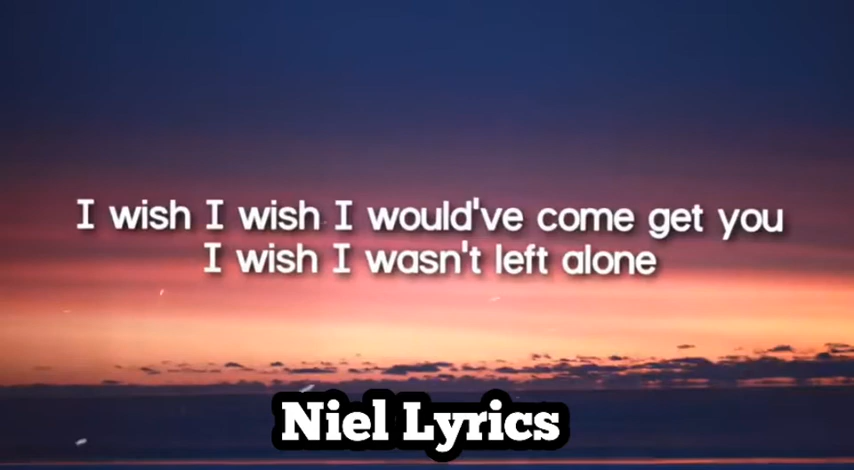 I wish I wish I would've come get you
I wish I wasn't left alone
Niel Lyrics